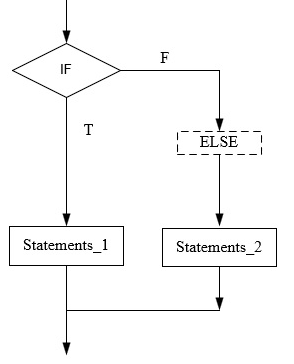 IF
F
T
ELSE
Statements_1
Statements_2